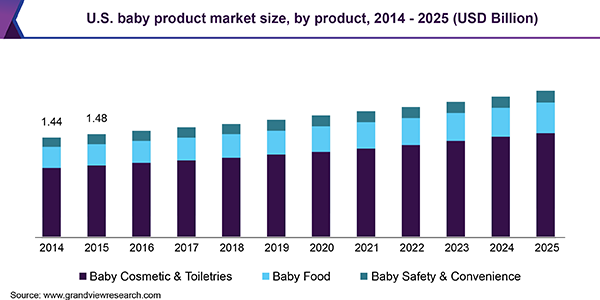 U.S. baby product market size, by product, 2014 - 2025 (USD Billion)
1.44 1.48
2014 2015 2016 2017 2018 2019 2020 2021 2022 2023 2024 2025
Baby Cosmetic & Toiletries Baby Food Baby Safety & Convenience
Source: www.grandviewresearch.com